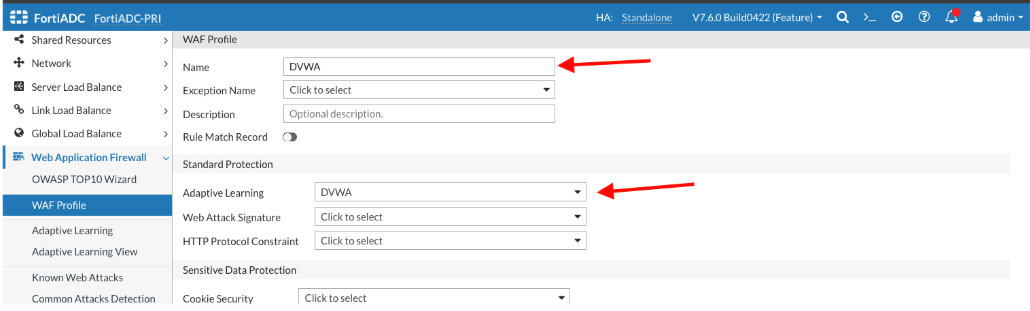 FortiADC FortiADC-PRI HA: Standalone V7.6.0 Build0422 (Feature) >_ admin
Shared Resources
Network
Server Load Balance
Link Load Balance
Global Load Balance
Web Application Firewall
OWASP TOP10 Wizard
WAF Profile
Adaptive Learning
Adaptive Learning View
Known Web Attacks
Common Attacks Detection
WAF Profile
Name DVWA
Exception Name Click to select
Description Optional description.
Rule Match Record
Standard Protection
Adaptive Learning DVWA
Web Attack Signature Click to select
HTTP Protocol Constraint Click to select
Sensitive Data Protection
Cookie Security Click to select